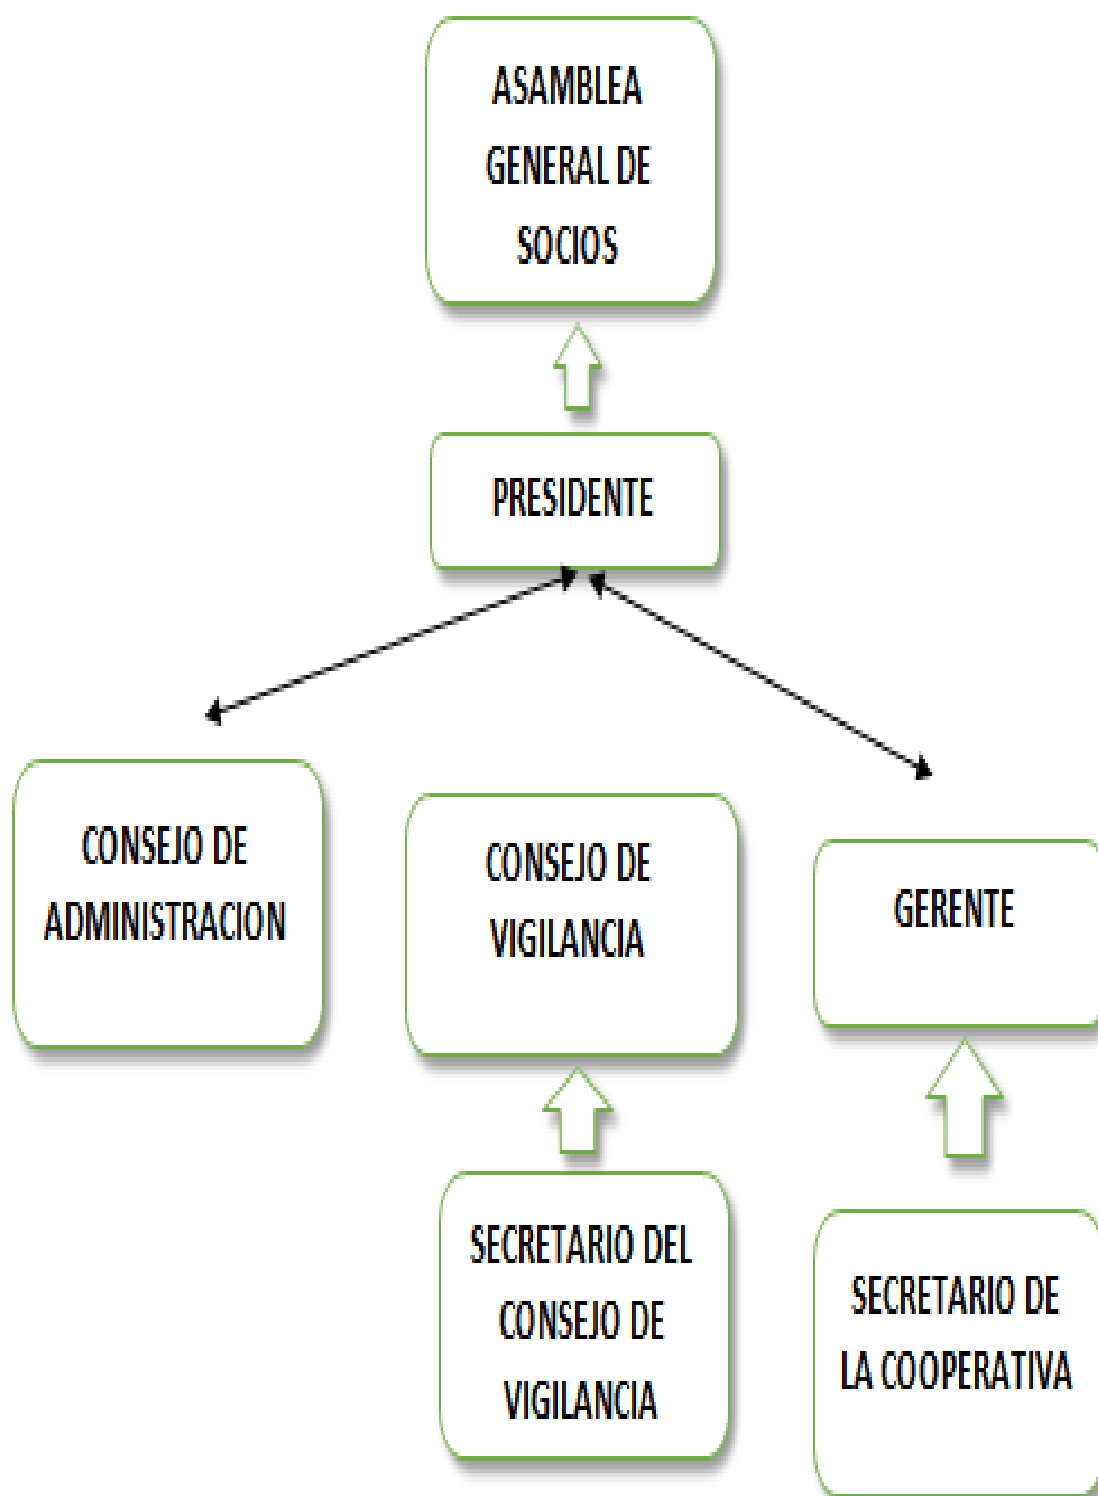 ASAMBLEA
GENERAL DE
SOCIOS
PRESIDENTE
CONSEJO DE
ADMINISTRACION
CONSEJO DE
VIGILANCIA
GERENTE
SECRETARIO DEL
CONSEJO DE
VIGILANCIA
SECRETARIO DE
LA COOPERATIVA